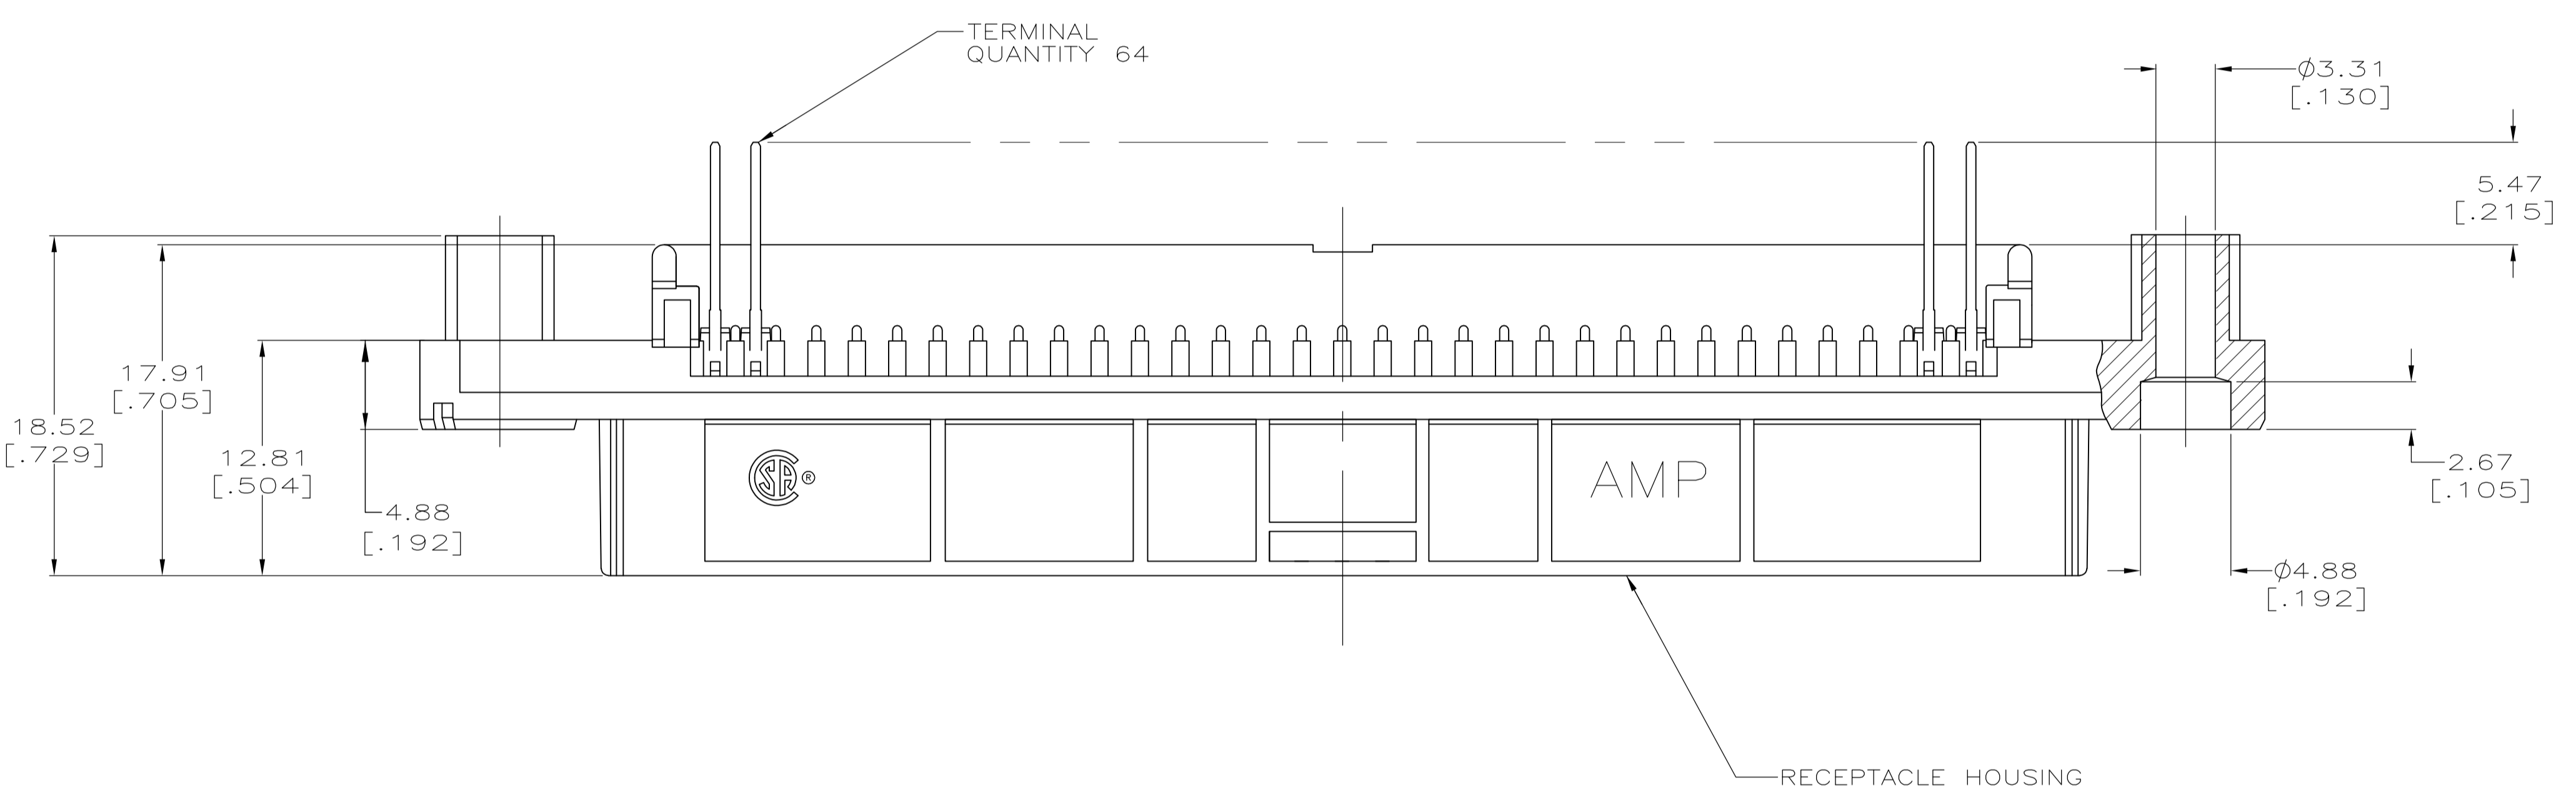 TERMINAL
QUANTITY 64
Ø3.31
[.130]
5.47
[.215]
17.91
[.705]
18.52
[.729]
12.81
[.504]
4.88
[.192]
SA ®
AMP
2.67
[.105]
Ø4.88
[.192]
RECEPTACLE HOUSING